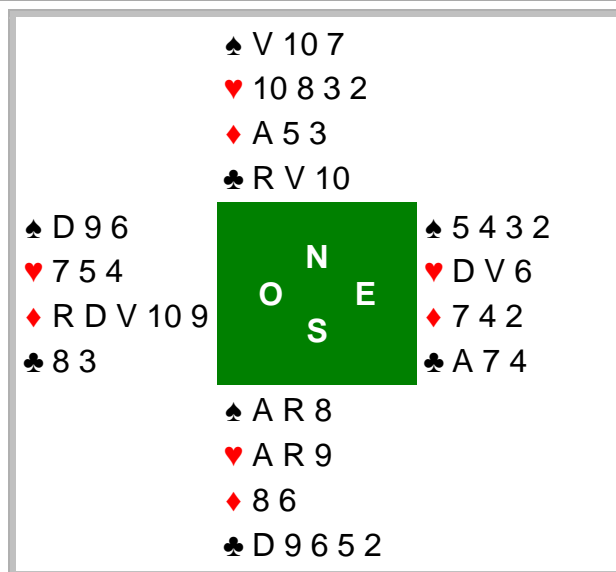 ♠ V 10 7
♥ 10 8 3 2
♦ A 5 3
♣ R V 10
♠ D 9 6
♥ 7 5 4
♦ R D V 10 9
♣ 8 3
N
O E
S
♠ 5 4 3 2
♥ D V 6
♦ 7 4 2
♣ A 7 4
♠ A R 8
♥ A R 9
♦ 8 6
♣ D 9 6 5 2